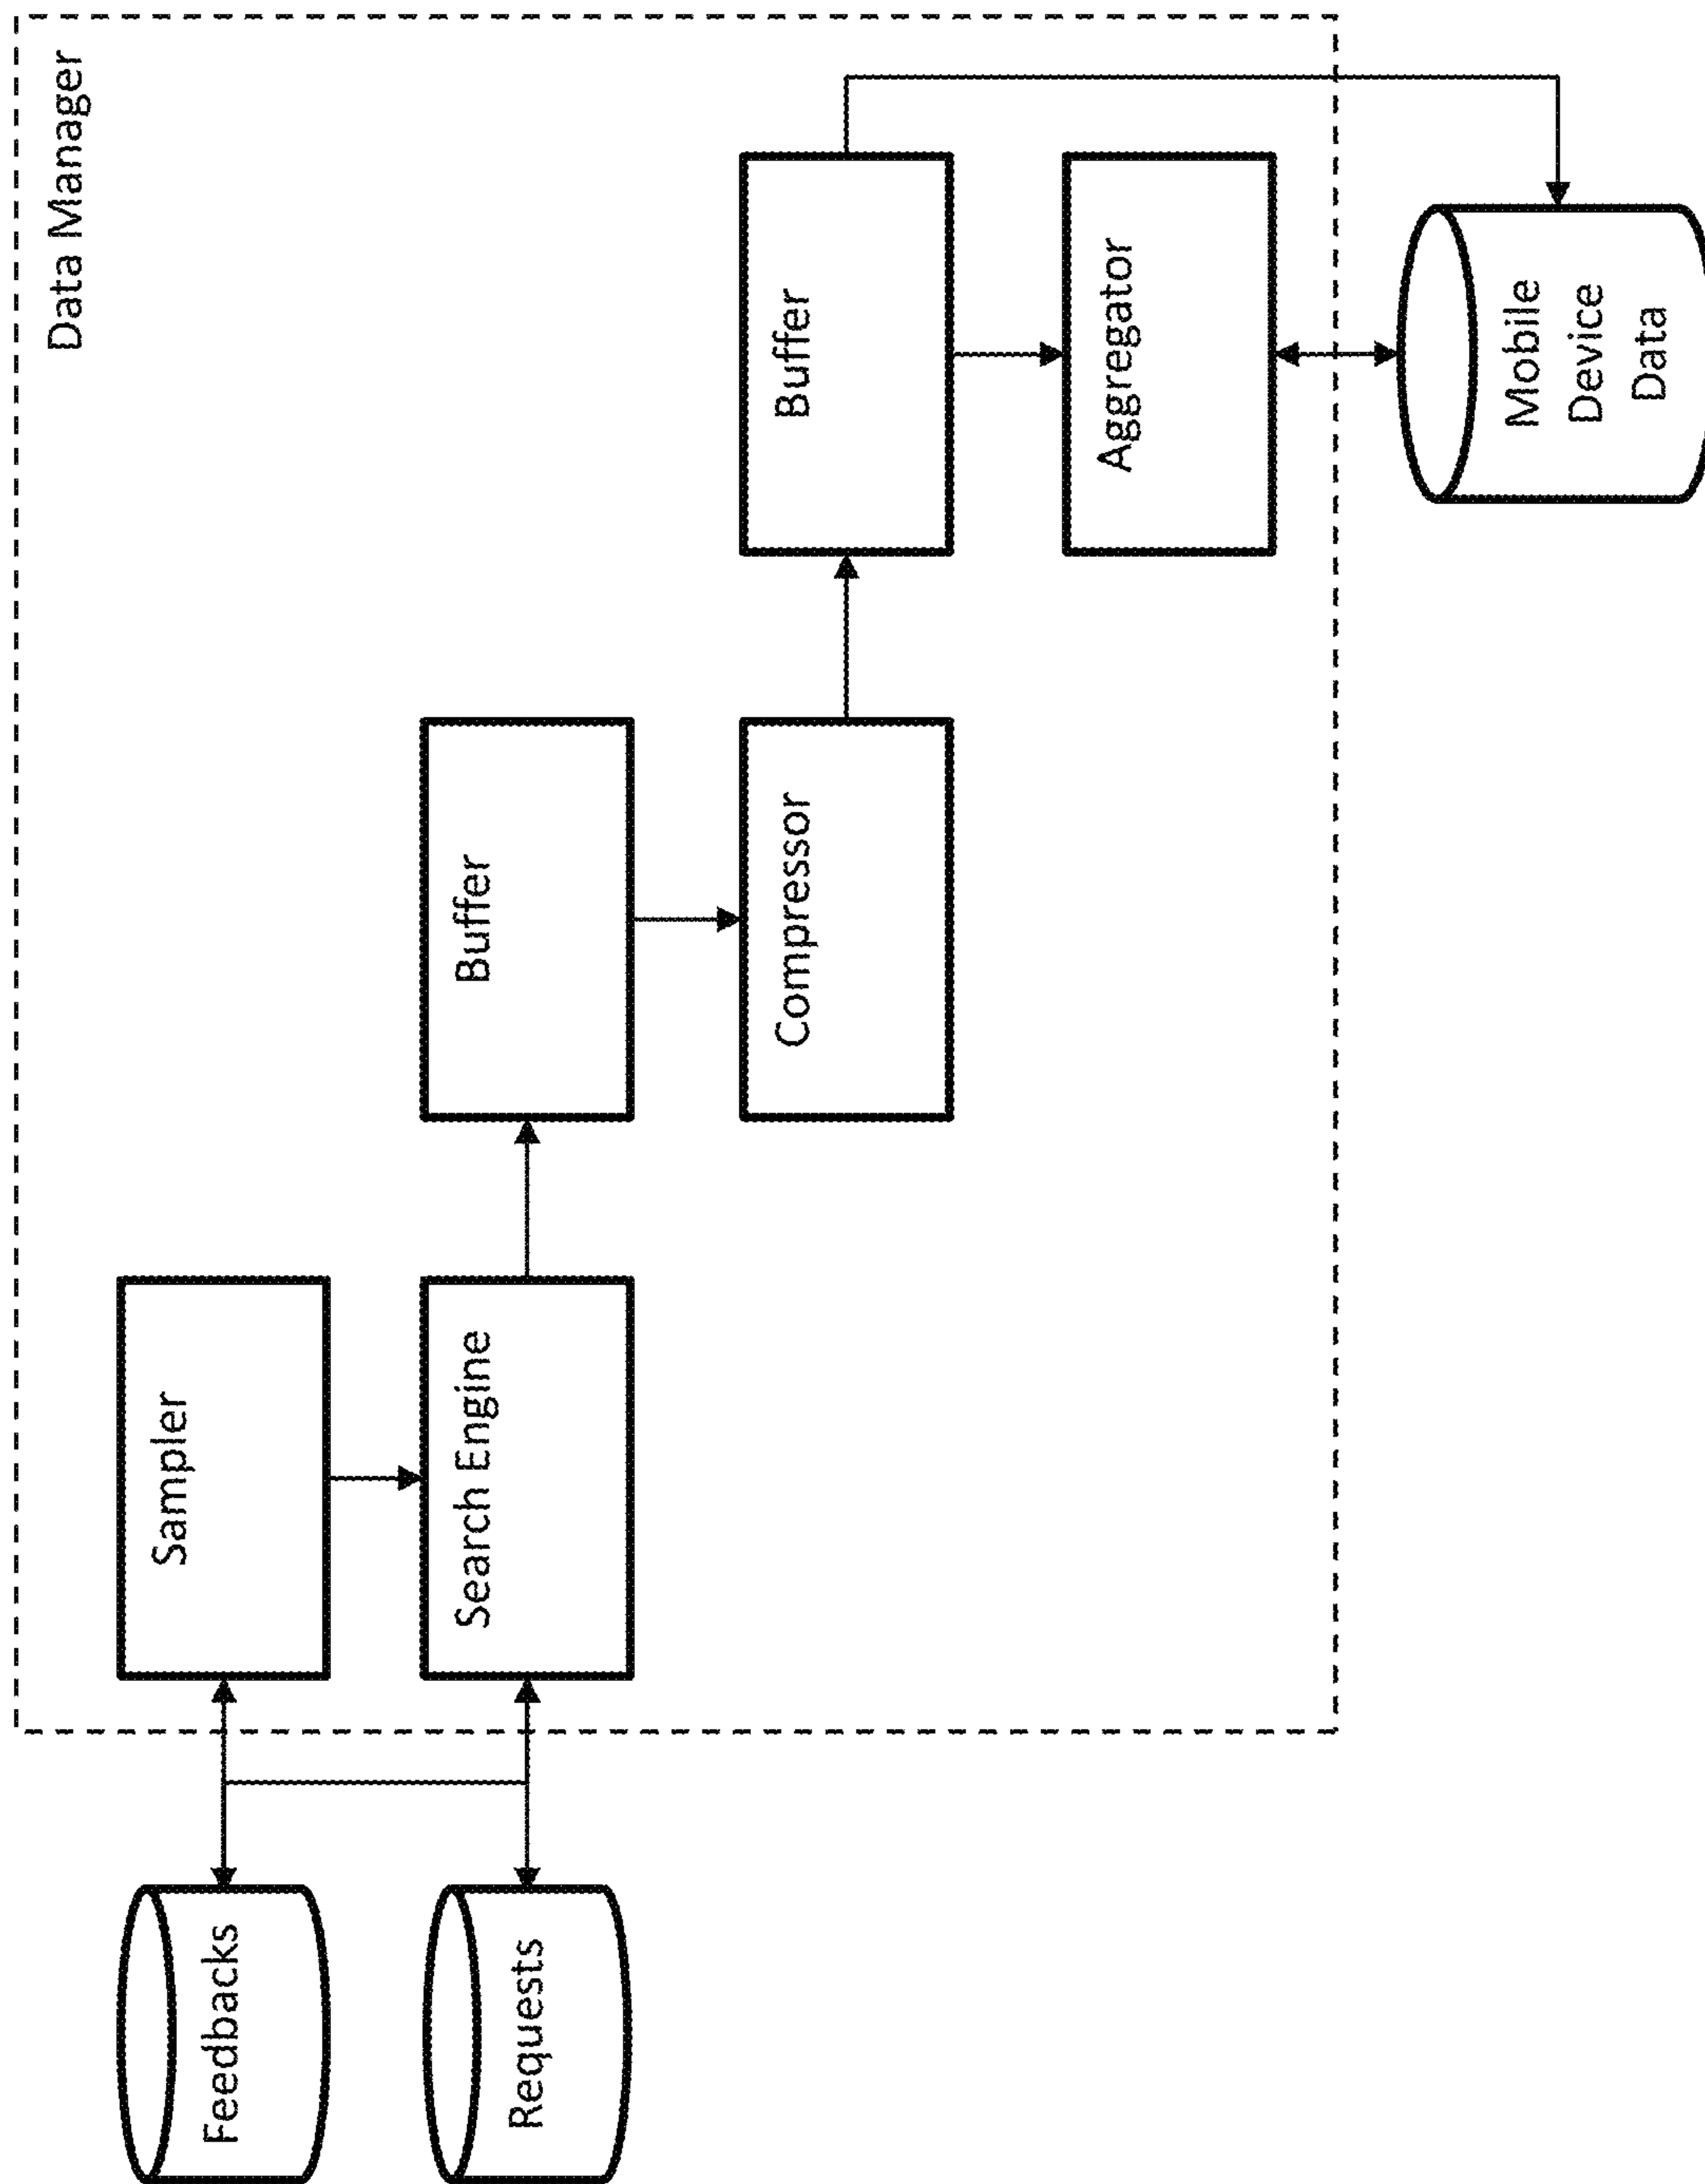 Data Manager
Feedbacks
Sampler
Requests
Search Engine
Buffer
Compressor
Buffer
Aggregator
Mobile
Device
Data